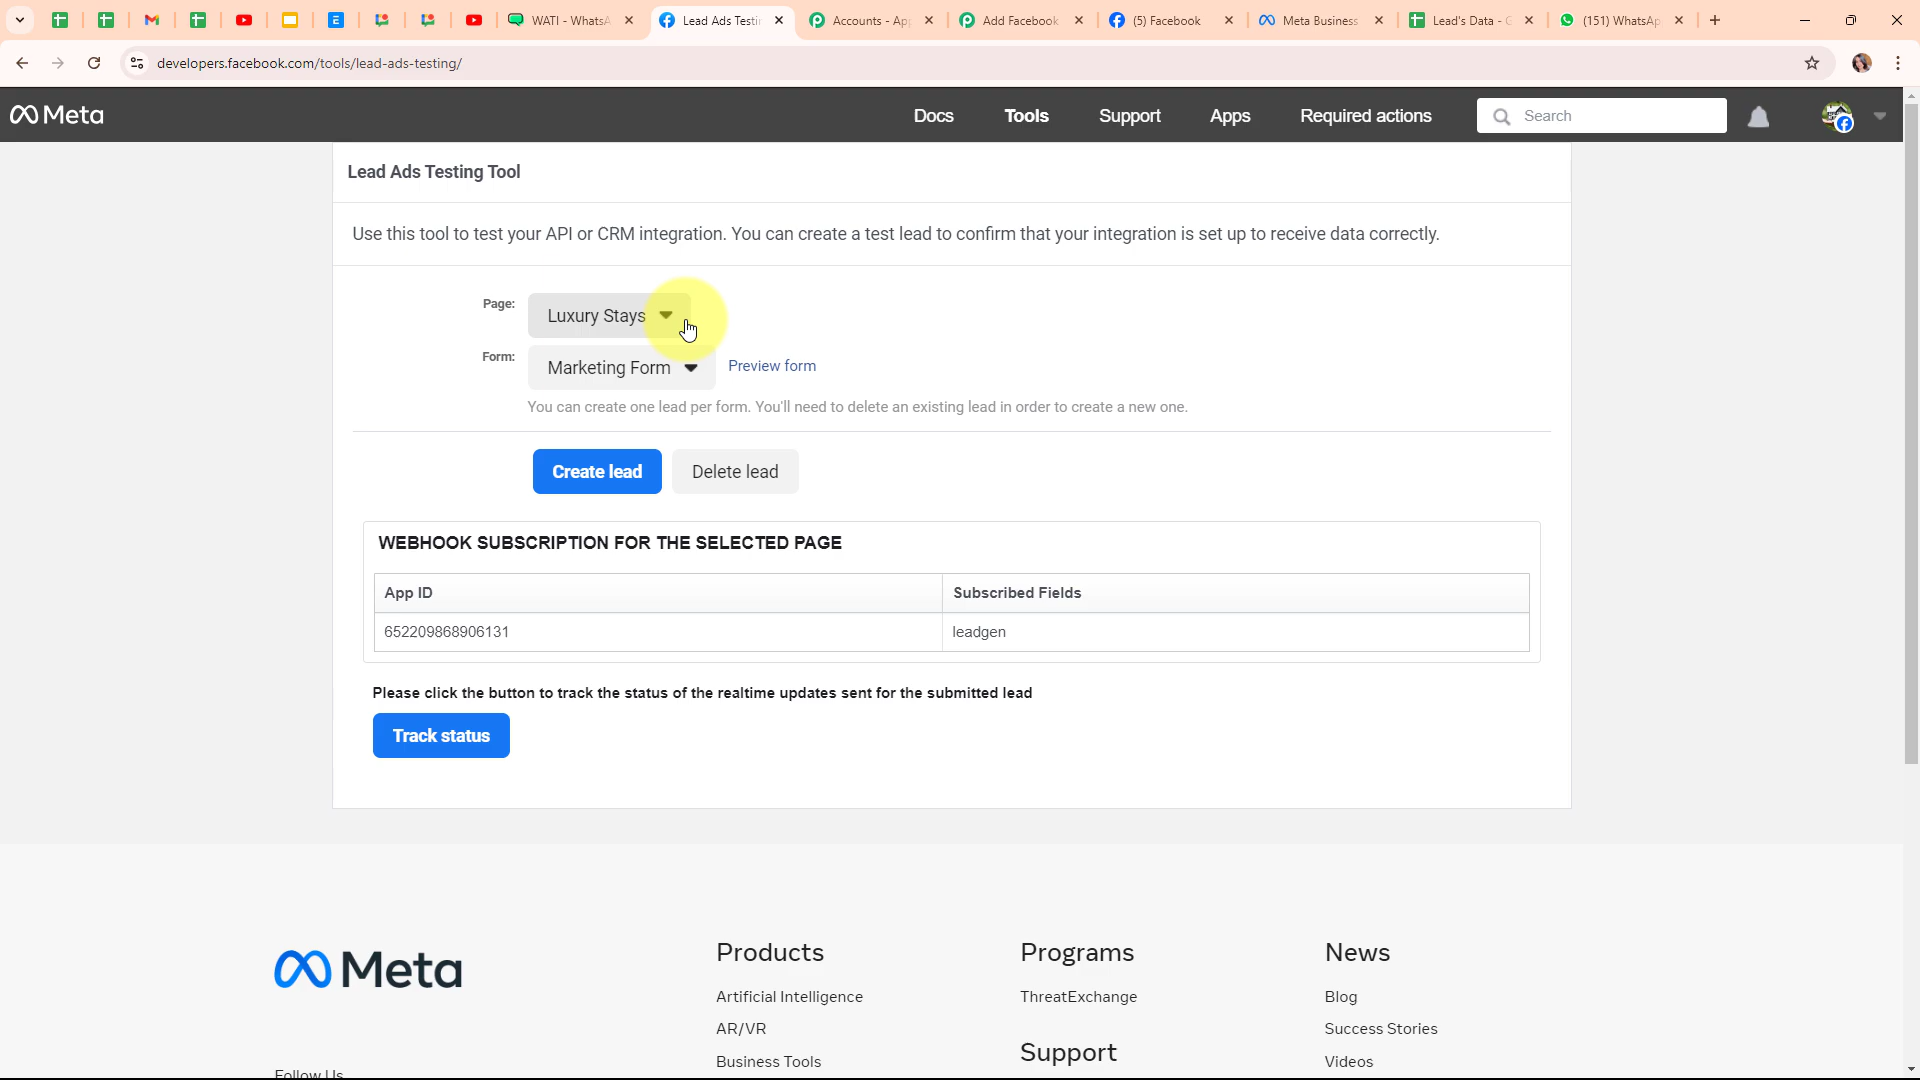 WATI - WhatsA
Lead Ads Testin
Accounts - Ap
Add Facebook
(5) Facebook
Meta Business
Lead's Data - G
(151) WhatsAp
developers.facebook.com/tools/lead-ads-testing/
Meta
Docs
Tools
Support
Apps
Required actions
Search
Lead Ads Testing Tool
Use this tool to test your API or CRM integration. You can create a test lead to confirm that your integration is set up to receive data correctly.
Page:
Luxury Stays
Form:
Marketing Form
Preview form
You can create one lead per form. You'll need to delete an existing lead in order to create a new one.
Create lead
Delete lead
WEBHOOK SUBSCRIPTION FOR THE SELECTED PAGE
App ID
Subscribed Fields
652209868906131
leadgen
Please click the button to track the status of the realtime updates sent for the submitted lead
Track status
Meta
Products
Programs
News
Artificial Intelligence
ThreatExchange
Blog
AR/VR
Success Stories
Support
Business Tools
Videos
Follow Us